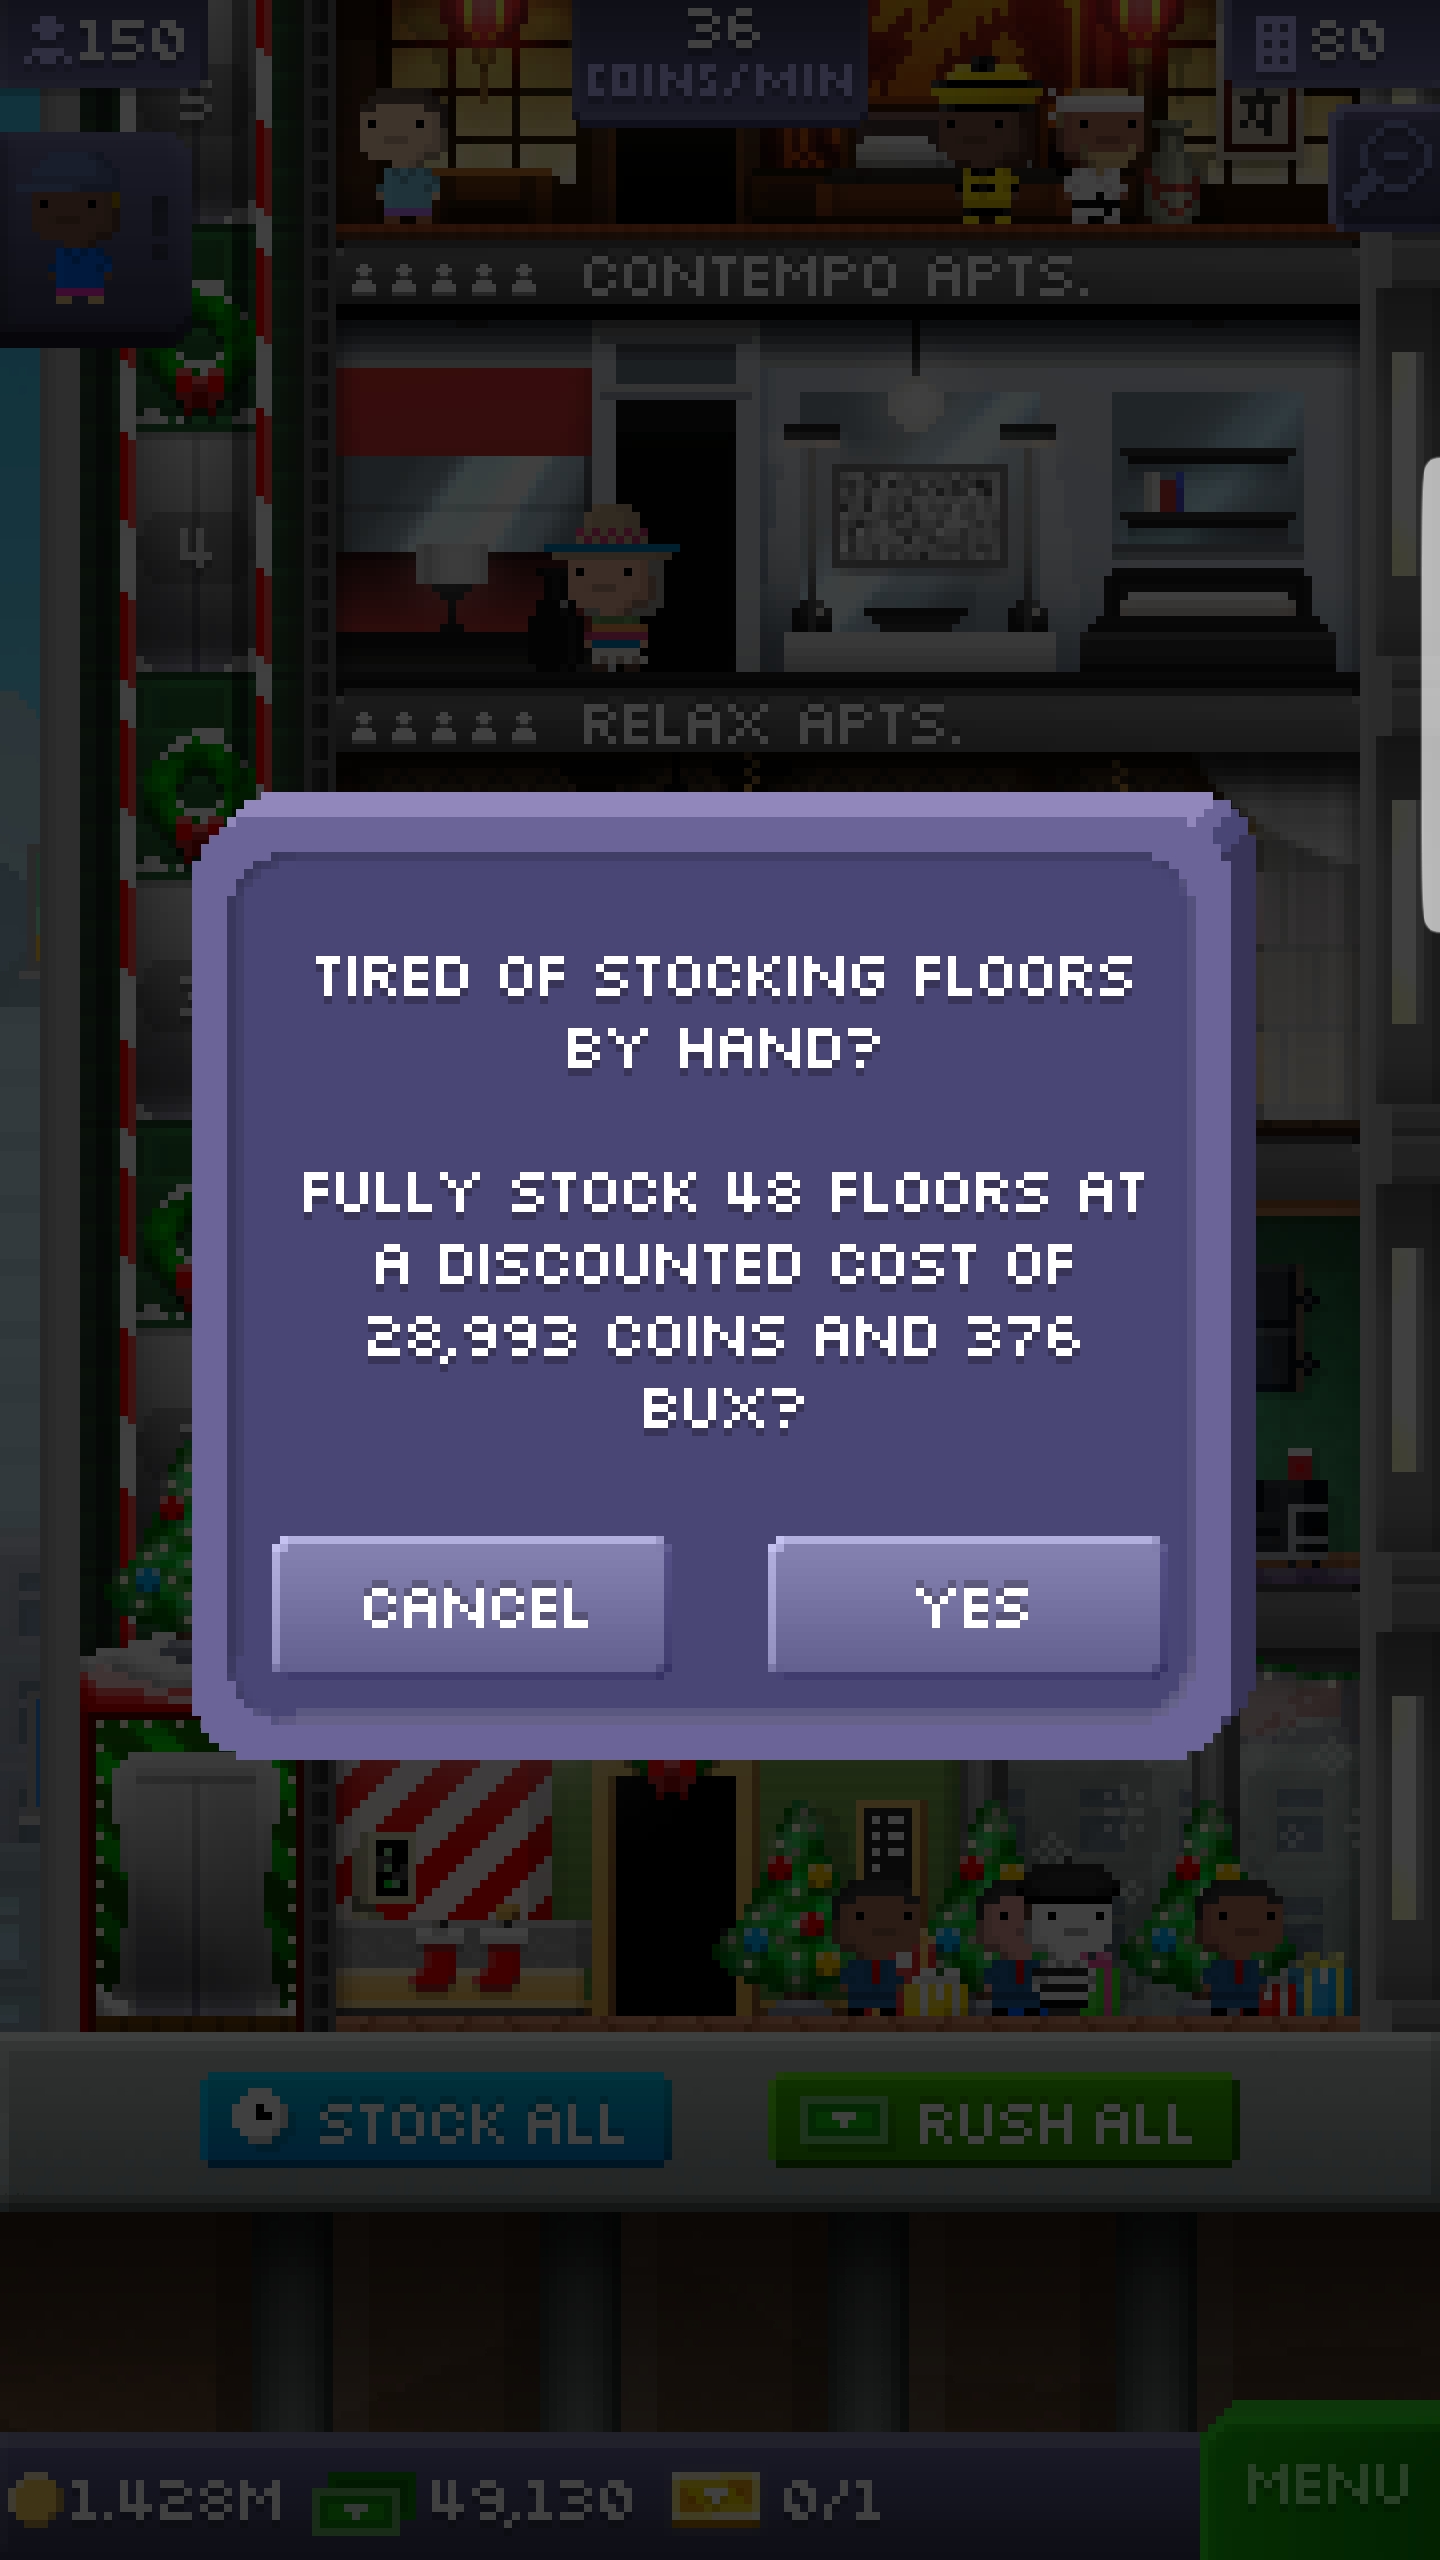 150
36
COINS/MIN
80
5
CONTEMPO APTS.
4
RELAX APTS.
TIRED OF STOCKING FLOORS
BY HAND?
FULLY STOCK 48 FLOORS AT
A DISCOUNTED COST OF
28,993 COINS AND 376
BUX?
CANCEL
YES
STOCK ALL
RUSH ALL
1.428M
49,130
0/1
MENU